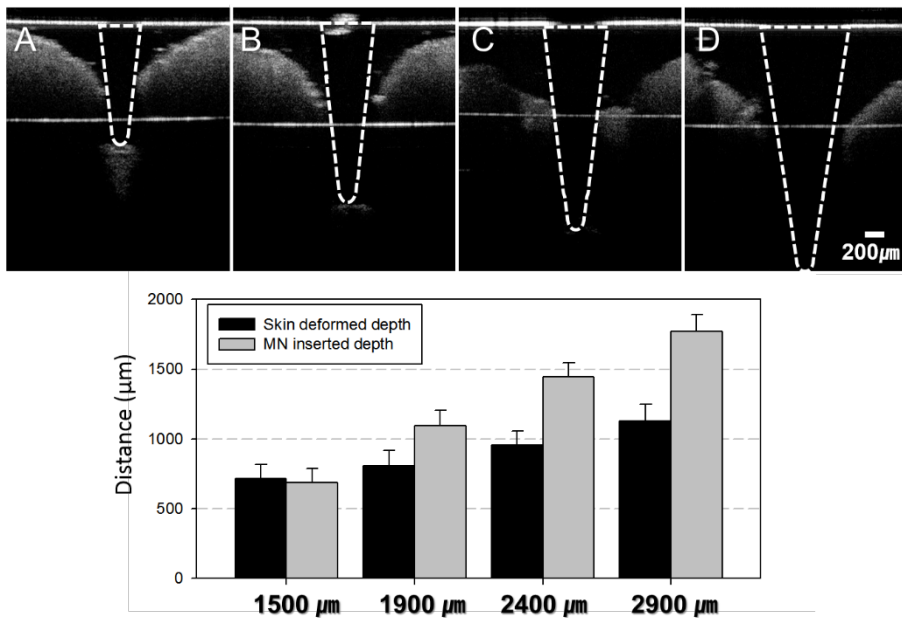 A B C D
200㎛
2000
Skin deformed depth
MN inserted depth
1500
1000
500
0
Distance (μm)
1500 ㎛ 1900 ㎛ 2400 ㎛ 2900 ㎛